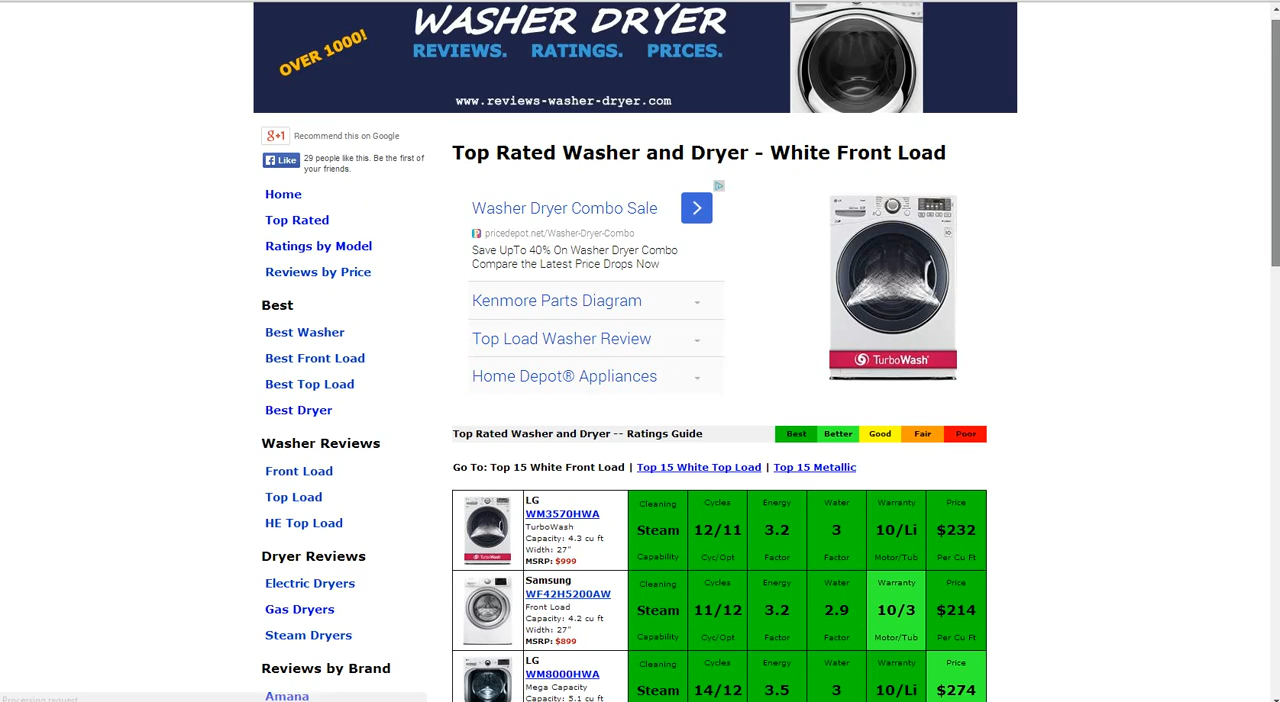 OVER 1000!
WASHER DRYER
REVIEWS. RATINGS. PRICES.
www.reviews-washer-dryer.com
g+1 Recommend this on Google
Like 29 people like this. Be the first of
your friends.
Home
Top Rated
Ratings by Model
Reviews by Price
Best
Best Washer
Best Front Load
Best Top Load
Best Dryer
Washer Reviews
Front Load
Top Load
HE Top Load
Dryer Reviews
Electric Dryers
Gas Dryers
Steam Dryers
Reviews by Brand
Amana
Processing request
Top Rated Washer and Dryer - White Front Load
Washer Dryer Combo Sale
pricedepot.net/Washer-Dryer-Combo
Save UpTo 40% On Washer Dryer Combo
Compare the Latest Price Drops Now
Kenmore Parts Diagram
Top Load Washer Review
Home Depot® Appliances
TurboWash™
Top Rated Washer and Dryer -- Ratings Guide Best Better Good Fair Poor
Go To: Top 15 White Front Load | Top 15 White Top Load | Top 15 Metallic
TurboWash
LG
WM3570HWA
TurboWash
Capacity: 4.3 cu ft
Width: 27"
MSRP: $999
Cleaning Cycles Energy Water Warranty Price
Steam 12/11 3.2 3 10/Li $232
Capability Cyc/Opt Factor Factor Motor/Tub Per Cu Ft
Samsung
WF42H5200AW
Front Load
Capacity: 4.2 cu ft
Width: 27"
MSRP: $899
Cleaning Cycles Energy Water Warranty Price
Steam 11/12 3.2 2.9 10/3 $214
Capability Cyc/Opt Factor Factor Motor/Tub Per Cu Ft
LG
WM8000HWA
Mega Capacity
Capacity: 5.1 cu ft
Cleaning Cycles Energy Water Warranty Price
Steam 14/12 3.5 3 10/Li $274